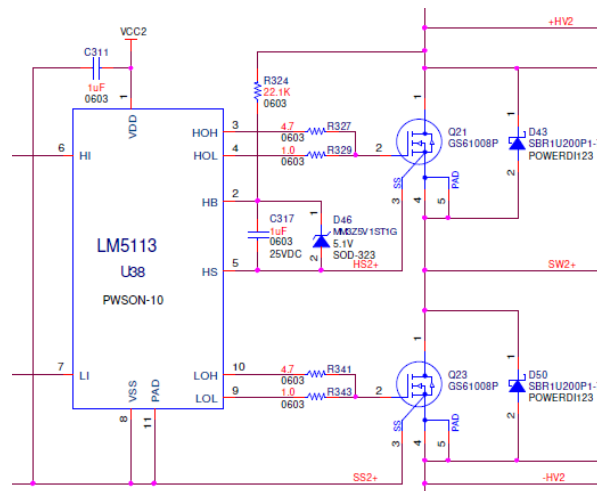 +HV2
VCC2
C311
1uF
0603
R324
22.1K
0603
1
VDD
HOH
3
4.7
R327
0603
HOL
4
1.0
R329
0603
6
HI
2
1
Q21
GS61008P
SS
PAD
3
4
5
1
D43
SBR1U200P1-
POWERDI123
2
HB
2
C317
1uF
0603
25VDC
1
D46
MM3Z5V1ST1G
5.1V
SOD-323
2
LM5113
U38
PWSON-10
HS
5
HS2+
SW2+
7
LI
LOH
10
4.7
R341
0603
LOL
9
1.0
R343
0603
2
1
Q23
GS61008P
SS
PAD
3
4
5
1
D50
SBR1U200P1-
POWERDI123
2
VSS
PAD
8
11
SS2+
-HV2